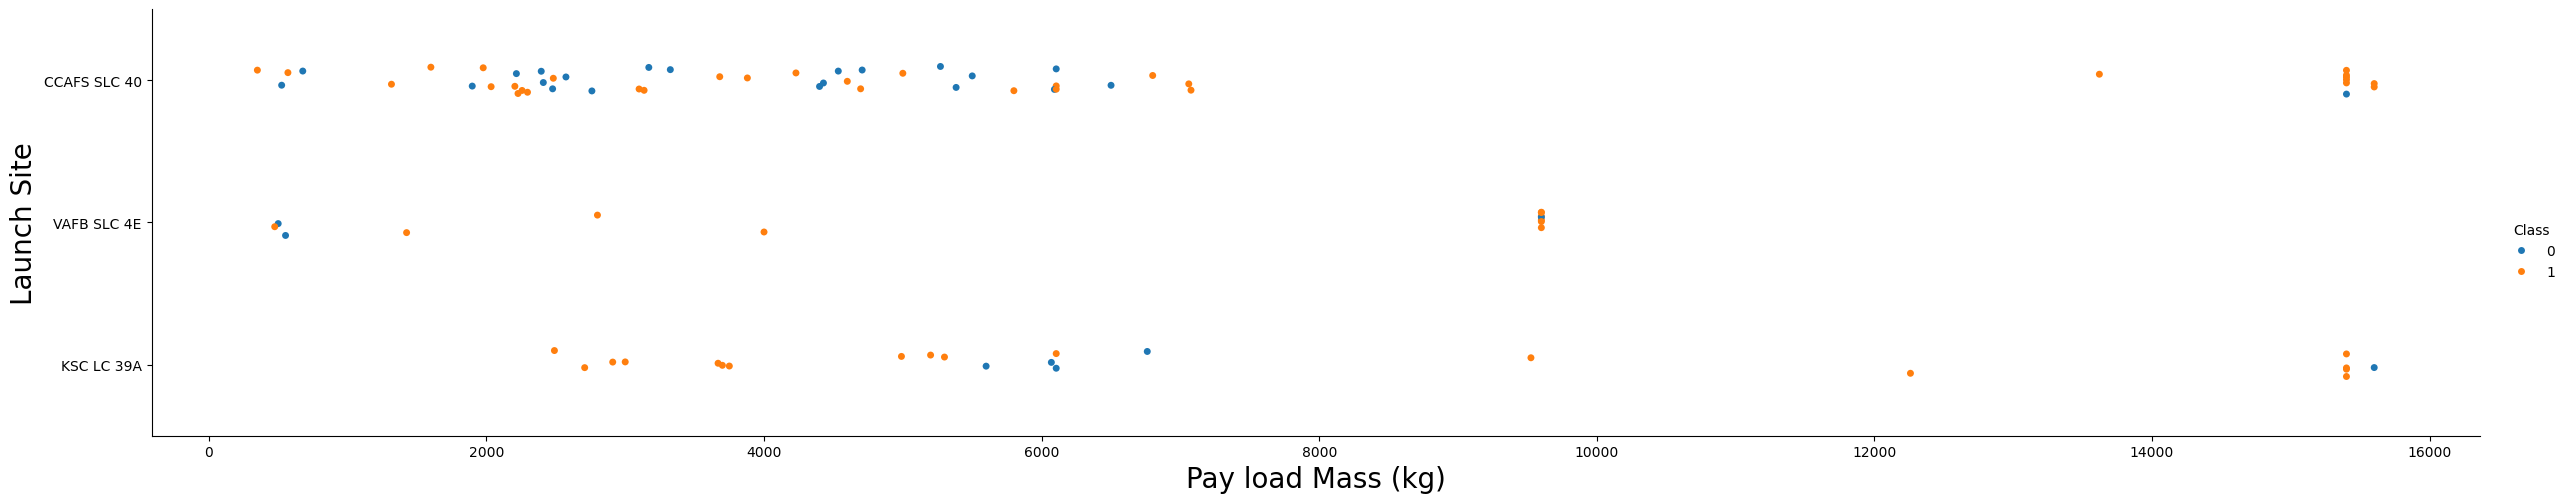 CCAFS SLC 40
VAFB SLC 4E
KSC LC 39A
Launch Site
0 2000 4000 6000 8000 10000 12000 14000 16000
Pay load Mass (kg)
Class
0
1